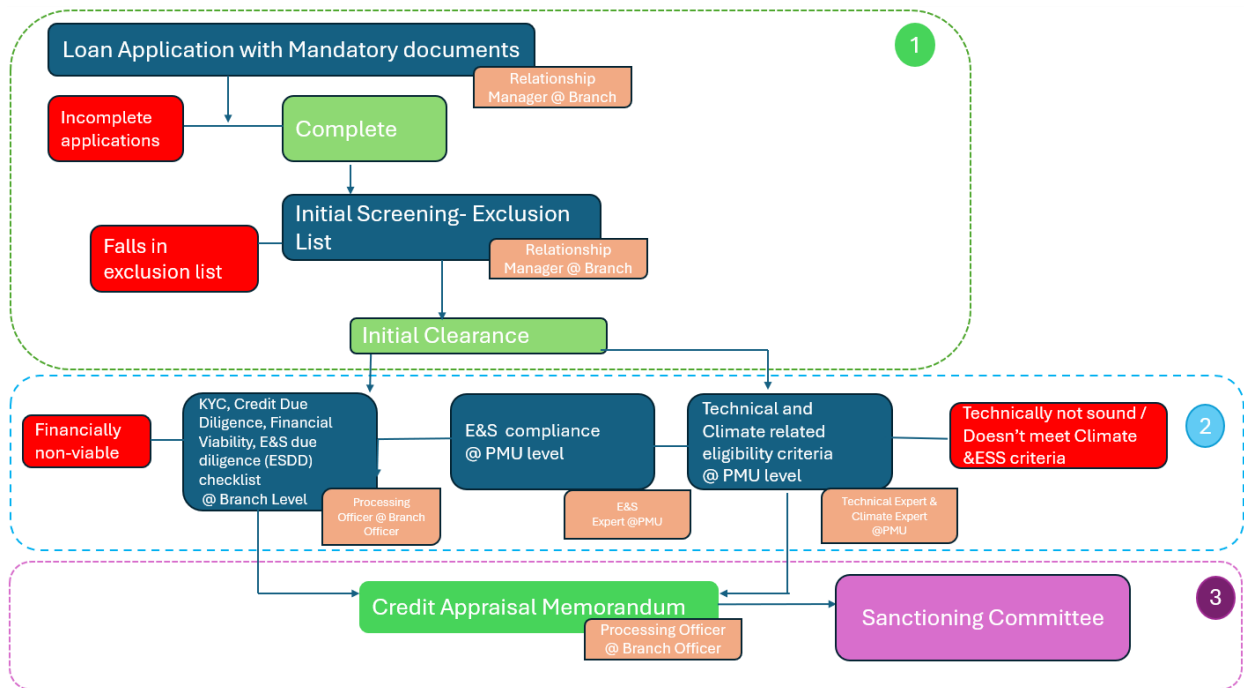 Loan Application with Mandatory documents
1
Relationship
Manager @ Branch
Incomplete
applications
Complete
Initial Screening- Exclusion
List
Falls in
exclusion list
Relationship
Manager @ Branch
Initial Clearance
Financially
non-viable
KYC, Credit Due
Diligence, Financial
Viability, E&S due
diligence (ESDD)
checklist
@ Branch Level
Processing
Officer @ Branch
Officer
E&S compliance
@ PMU level
E&S
Expert @PMU
Technical and
Climate related
eligibility criteria
@ PMU level
Technical Expert &
Climate Expert
@PMU
Technically not sound /
Doesn't meet Climate
&ESS criteria
2
Credit Appraisal Memorandum
Processing Officer
@ Branch Officer
Sanctioning Committee
3